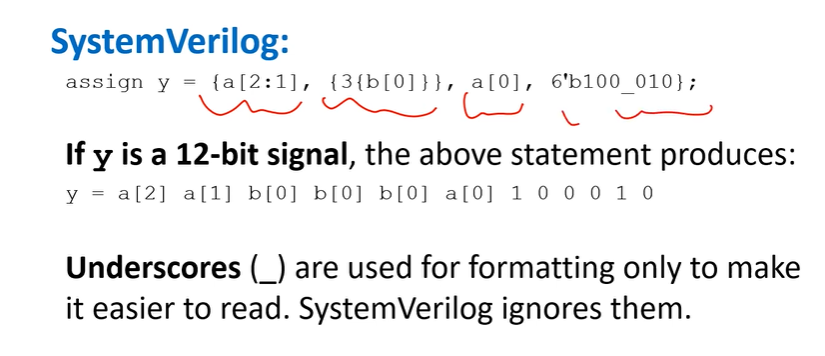 SystemVerilog:
assign y = {a[2:1], {3{b[0]}}, a[0], 6'b100_010};
If y is a 12-bit signal, the above statement produces:
y = a[2] a[1] b[0] b[0] b[0] a[0] 1 0 0 0 1 0
Underscores (_) are used for formatting only to make
it easier to read. SystemVerilog ignores them.